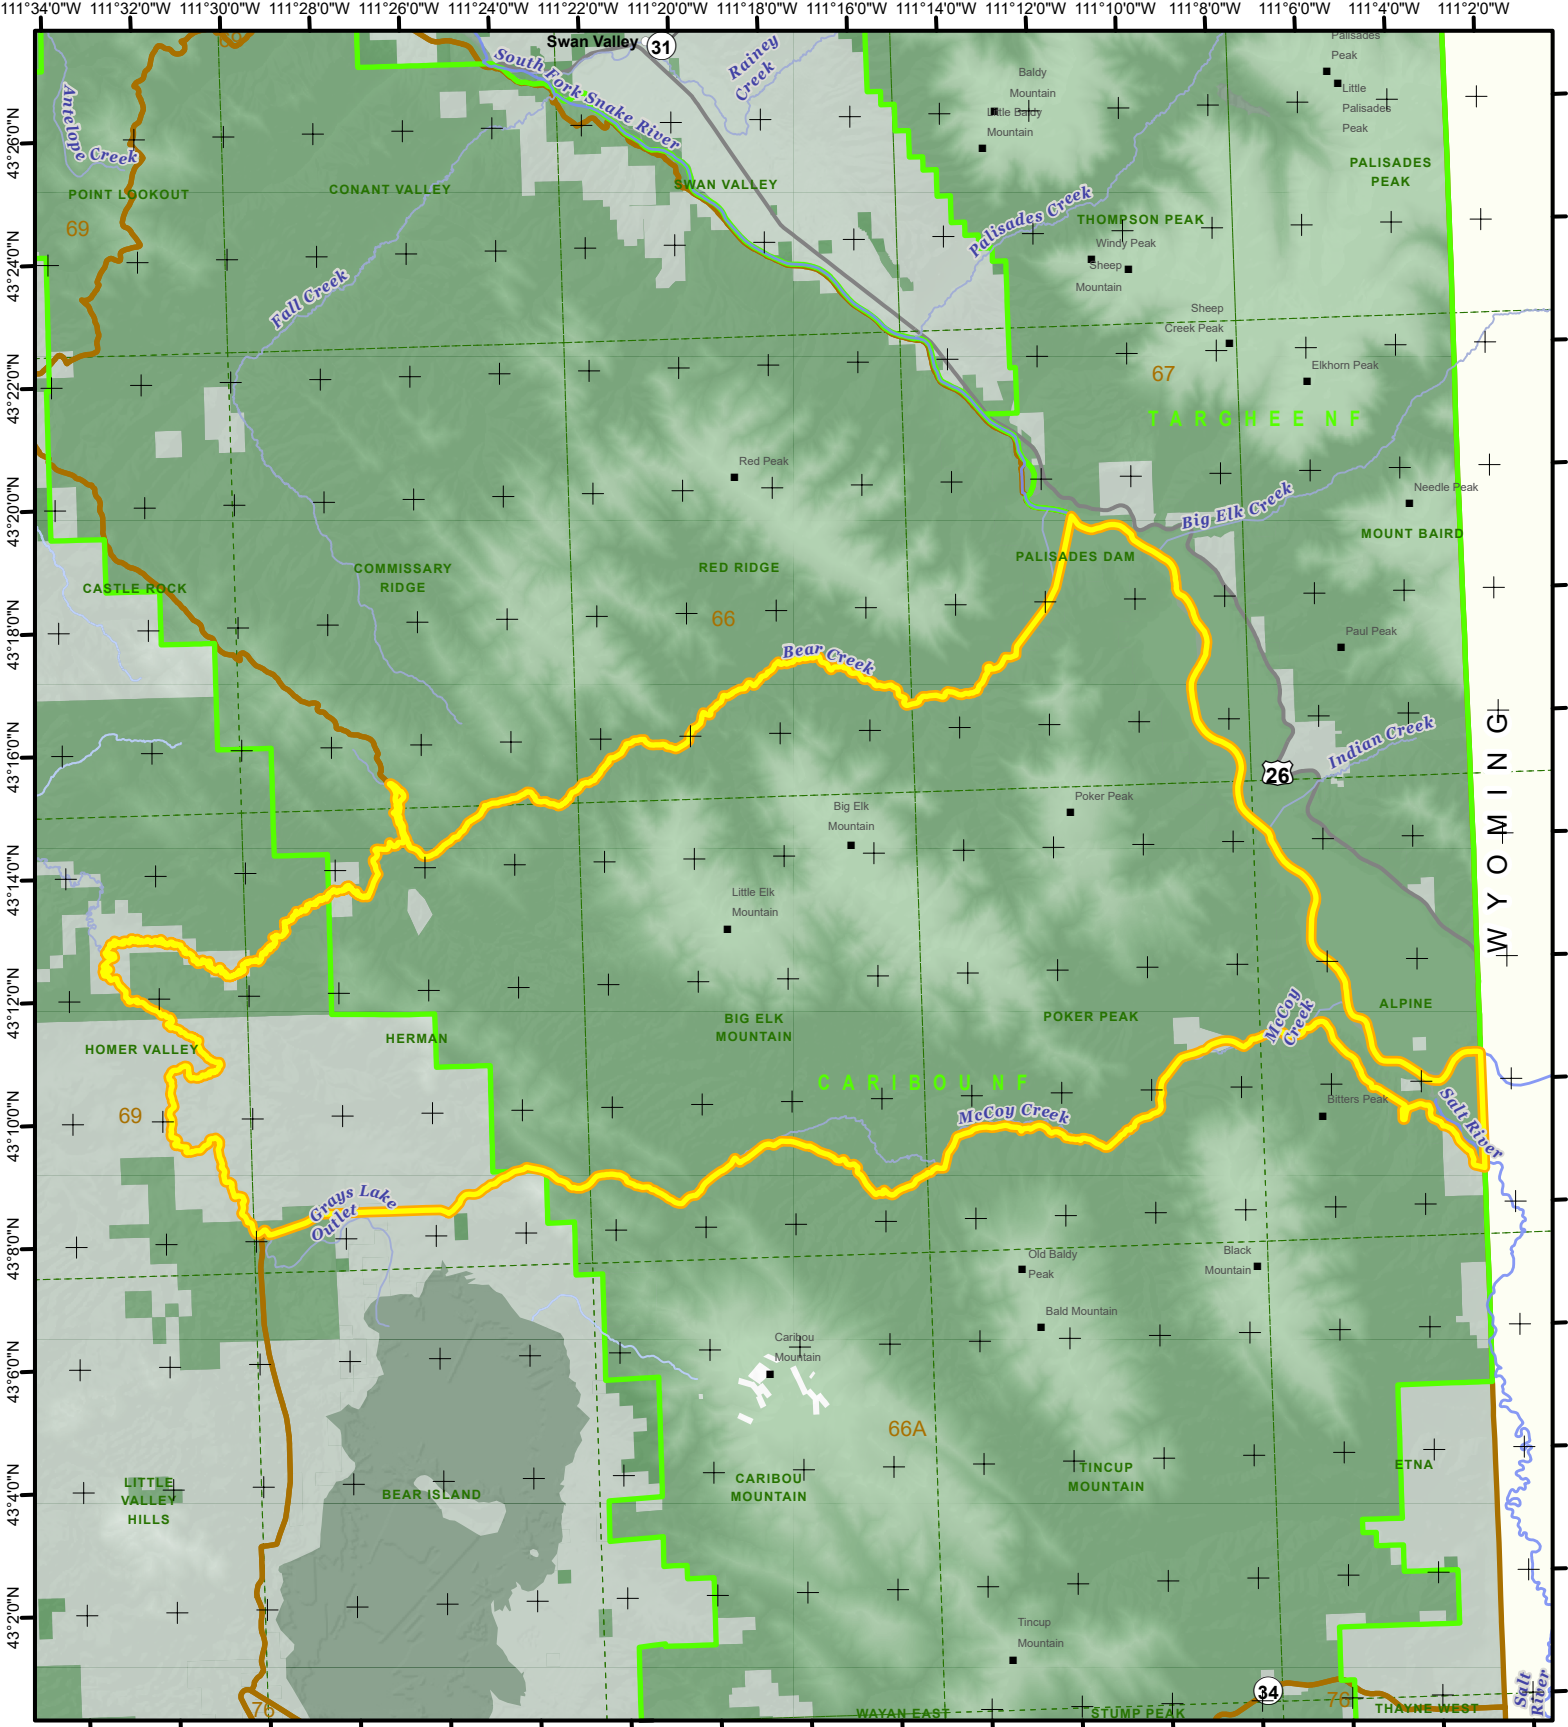 111°34'0"W 111°32'0"W 111°30'0"W 111°28'0"W 111°26'0"W 111°24'0"W 111°22'0"W 111°20'0"W 111°18'0"W 111°16'0"W 111°14'0"W 111°12'0"W 111°10'0"W 111°8'0"W 111°6'0"W 111°4'0"W 111°2'0"W
69
Swan Valley
31
Palisades
Peak
Little
Palisades
Peak
South Fork Snake River
Rainey
Creek
Baldy
Mountain
Little Baldy
Mountain
Antelope Creek
43°26'0"N
POINT LOOKOUT
CONANT VALLEY
SWAN VALLEY
PALISADES
PEAK
Palisades Creek
THOMPSON PEAK
69
Windy Peak
Sheep
Mountain
43°24'0"N
Fall Creek
Sheep
Creek Peak
Elkhorn Peak
67
43°22'0"N
TARGHEE NF
Red Peak
Needle Peak
43°20'0"N
Big Elk Creek
MOUNT BAIRD
PALISADES DAM
COMMISSARY
RIDGE
RED RIDGE
CASTLE ROCK
66
43°18'0"N
Paul Peak
Bear Creek
43°16'0"N
Indian Creek
26
WYOMING
Big Elk
Mountain
Poker Peak
43°14'0"N
Little Elk
Mountain
43°12'0"N
McCoy
Creek
ALPINE
BIG ELK
MOUNTAIN
POKER PEAK
HOMER VALLEY
HERMAN
CARIBOU NF
McCoy Creek
Bitters Peak
Salt River
69
43°10'0"N
Grays Lake
Outlet
43°8'0"N
Old Baldy
Peak
Black
Mountain
Bald Mountain
Caribou
Mountain
43°6'0"N
66A
CARIBOU
MOUNTAIN
TINCUP
MOUNTAIN
ETNA
LITTLE
VALLEY
HILLS
BEAR ISLAND
43°4'0"N
43°2'0"N
Tincup
Mountain
Salt
River
34
76
76
WAYAN EAST
STUMP PEAK
THAYNE WEST